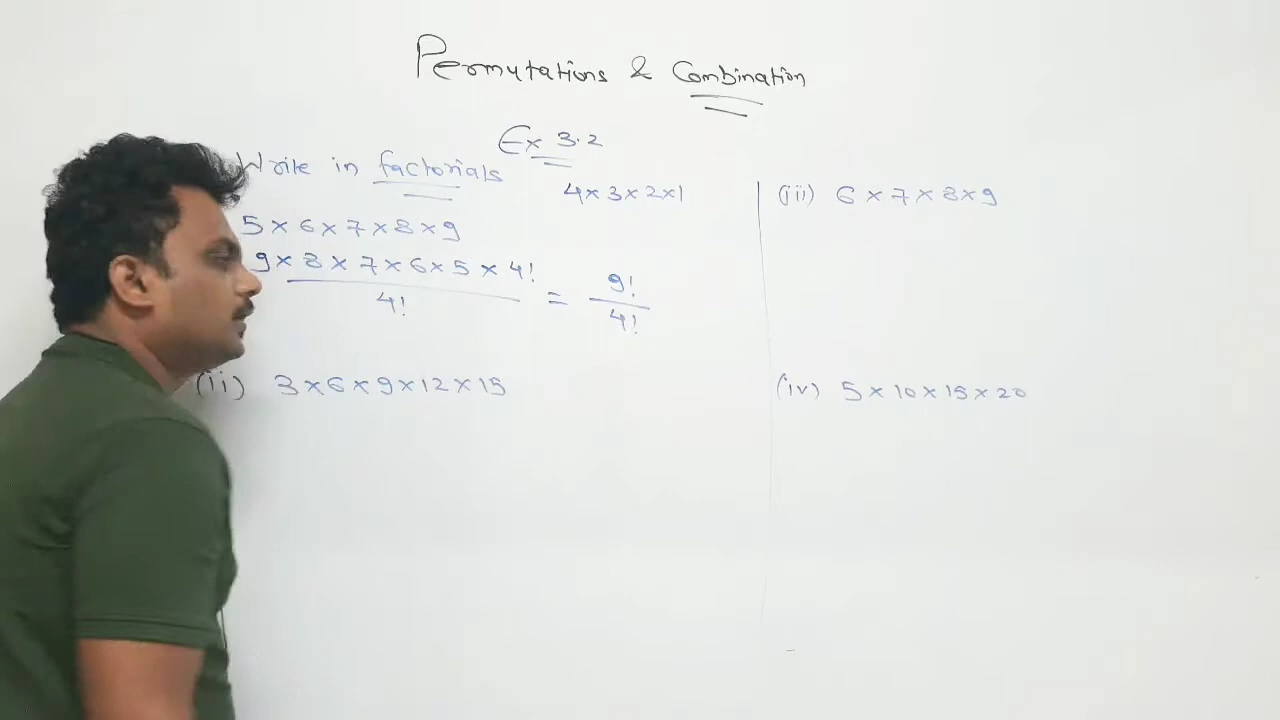 Permutations & Combination
Ex 3.2
Write in factorials
4×3×2×1
5×6×7×8×9
9×8×7×6×5×4!
4!
= 9!
4!
(ii) 3×6×9×12×15
(iii) 6×7×8×9
(iv) 5×10×15×20